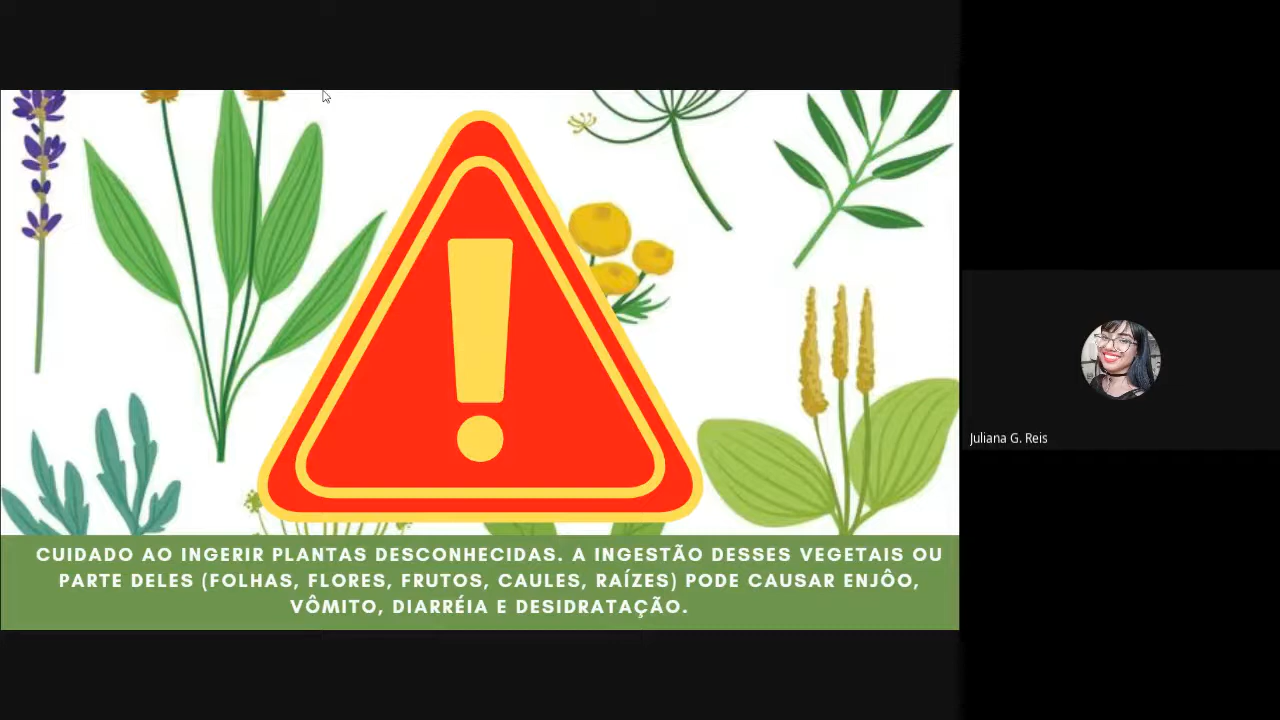 CUIDADO AO INGERIR PLANTAS DESCONHECIDAS. A INGESTÃO DESSES VEGETAIS OU
PARTE DELES (FOLHAS, FLORES, FRUTOS, CAULES, RAÍZES) PODE CAUSAR ENJÔO,
VÔMITO, DIARRÉIA E DESIDRATAÇÃO.
Juliana G. Reis